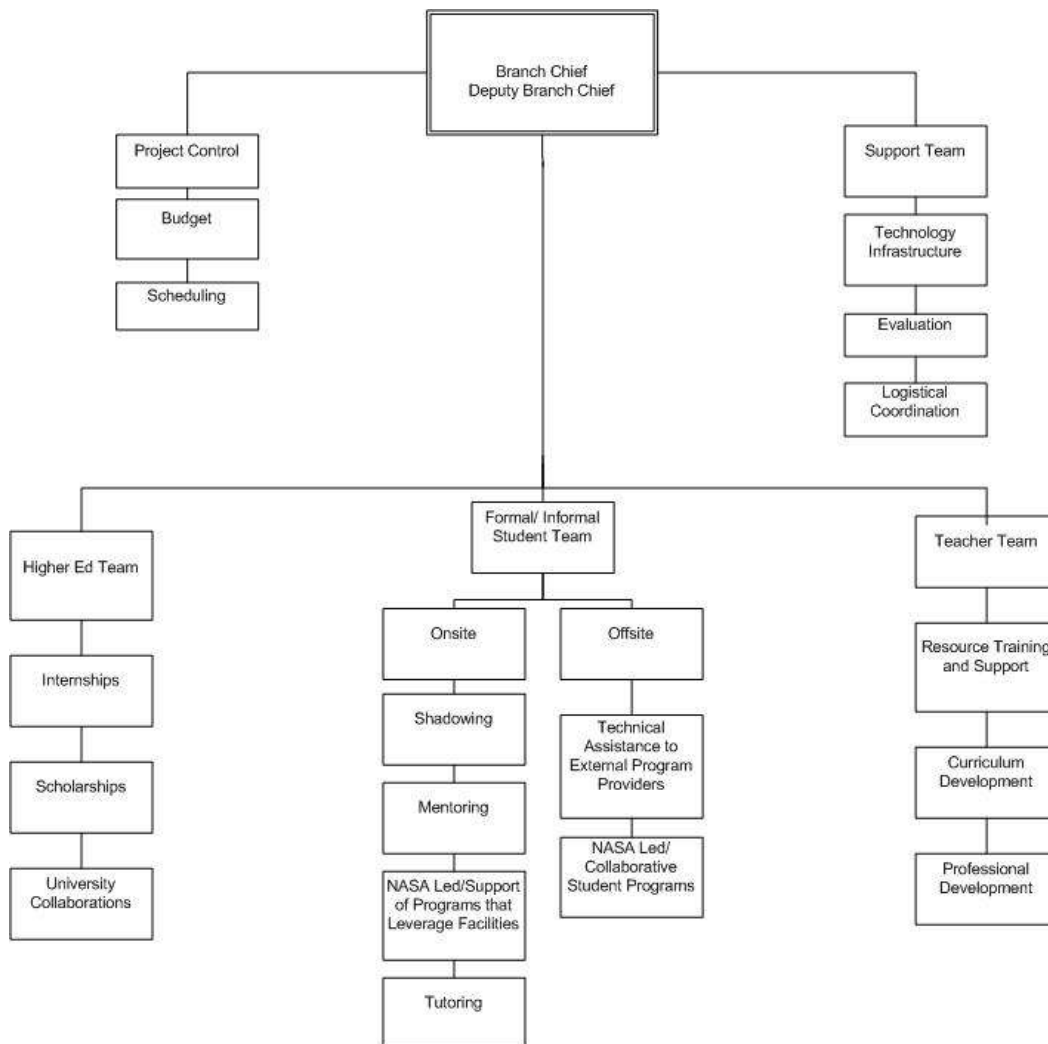 Branch Chief
Deputy Branch Chief
Project Control
Budget
Scheduling
Support Team
Technology
Infrastructure
Evaluation
Logistical
Coordination
Higher Ed Team
Internships
Scholarships
University
Collaborations
Formal/ Informal
Student Team
Onsite
Shadowing
Mentoring
NASA Led/Support
of Programs that
Leverage Facilities
Tutoring
Offsite
Technical
Assistance to
External Program
Providers
NASA Led/
Collaborative
Student Programs
Teacher Team
Resource Training
and Support
Curriculum
Development
Professional
Development